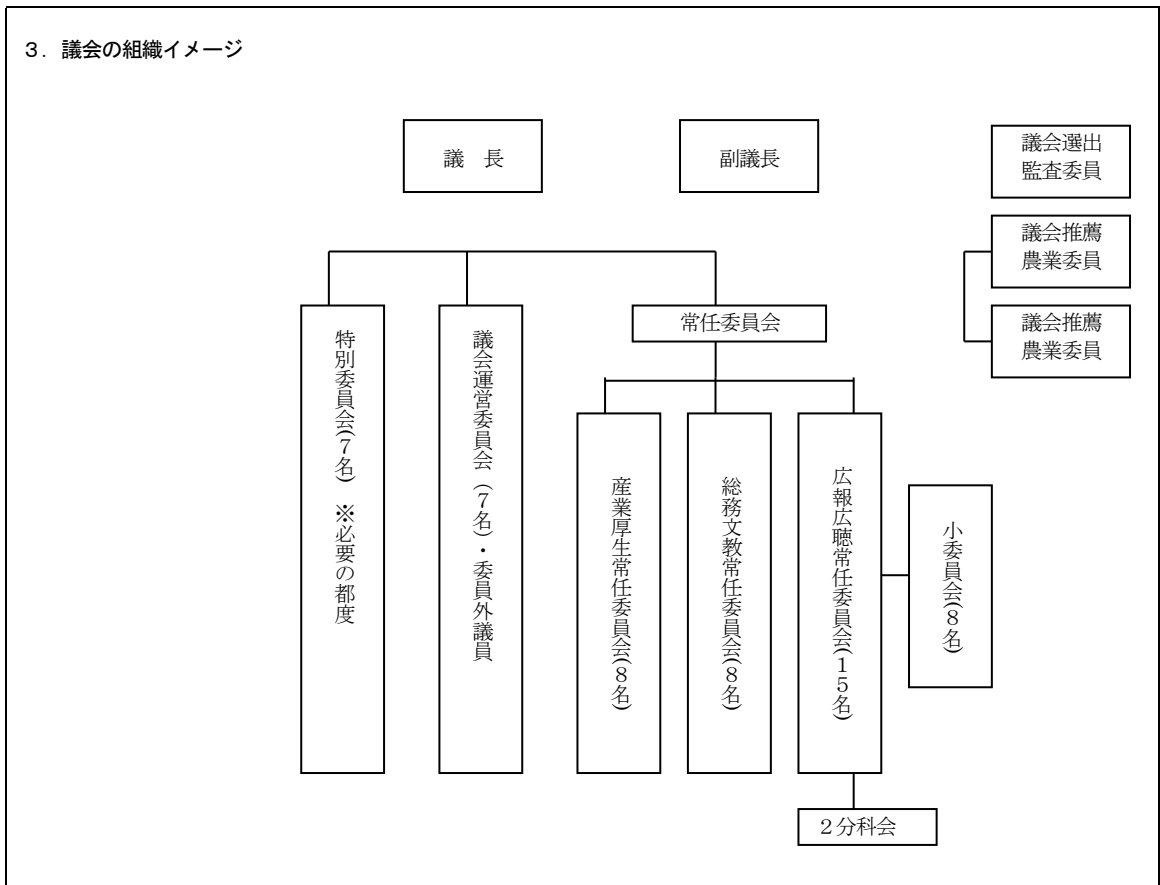 ３．議会の組織イメージ
議　長
副議長
議会選出
監査委員
議会推薦
農業委員
議会推薦
農業委員
常任委員会
特別委員会(７名)　※必要の都度
議会運営委員会（７名）・委員外議員
産業厚生常任委員会(８名)
総務文教常任委員会(８名)
広報広聴常任委員会(１５名)
小委員会(８名)
２分科会